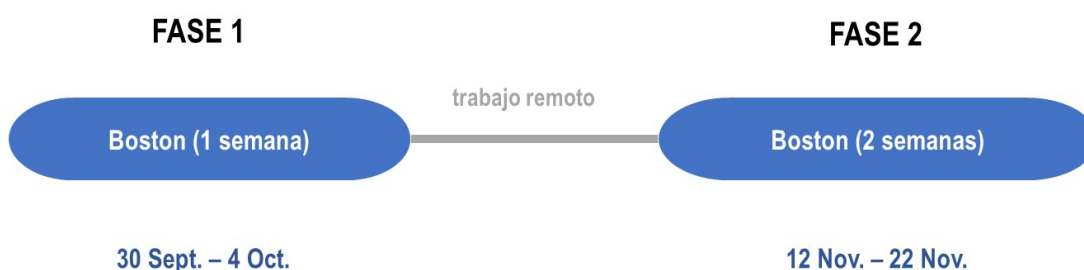 FASE 1
FASE 2
trabajo remoto
Boston (1 semana)
Boston (2 semanas)
30 Sept. – 4 Oct.
12 Nov. – 22 Nov.